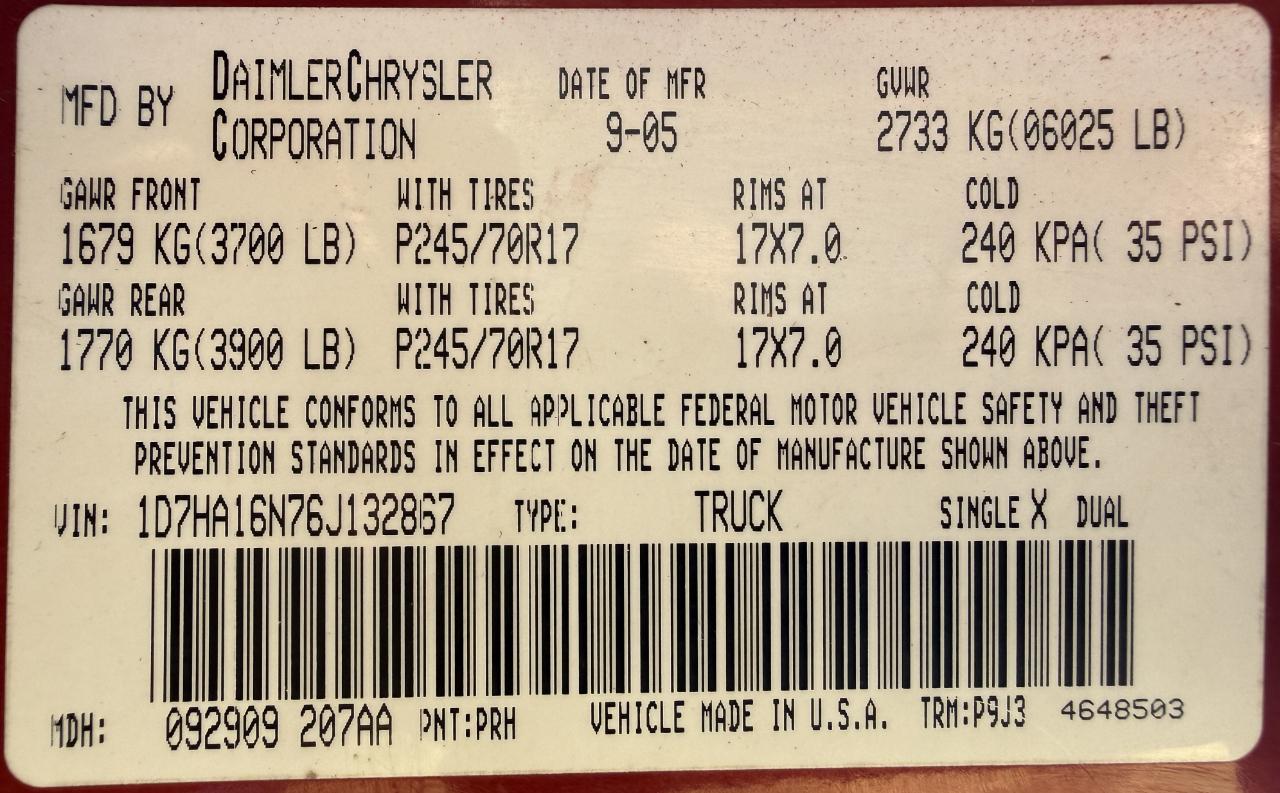 MFD BY DAIMLERCHRYSLER CORPORATION DATE OF MFR 9-05 GVWR 2733 KG(06025 LB)
GAWR FRONT WITH TIRES RIMS AT COLD
1679 KG(3700 LB) P245/70R17 17X7.0 240 KPA( 35 PSI)
GAWR REAR WITH TIRES RIMS AT COLD
1770 KG(3900 LB) P245/70R17 17X7.0 240 KPA( 35 PSI)
THIS VEHICLE CONFORMS TO ALL APPLICABLE FEDERAL MOTOR VEHICLE SAFETY AND THEFT
PREVENTION STANDARDS IN EFFECT ON THE DATE OF MANUFACTURE SHOWN ABOVE.
VIN: 1D7HA16N76J132867 TYPE: TRUCK SINGLE X DUAL
MDH: 092909 207AA PNT:PRH VEHICLE MADE IN U.S.A. TRM:P9J3 4648503